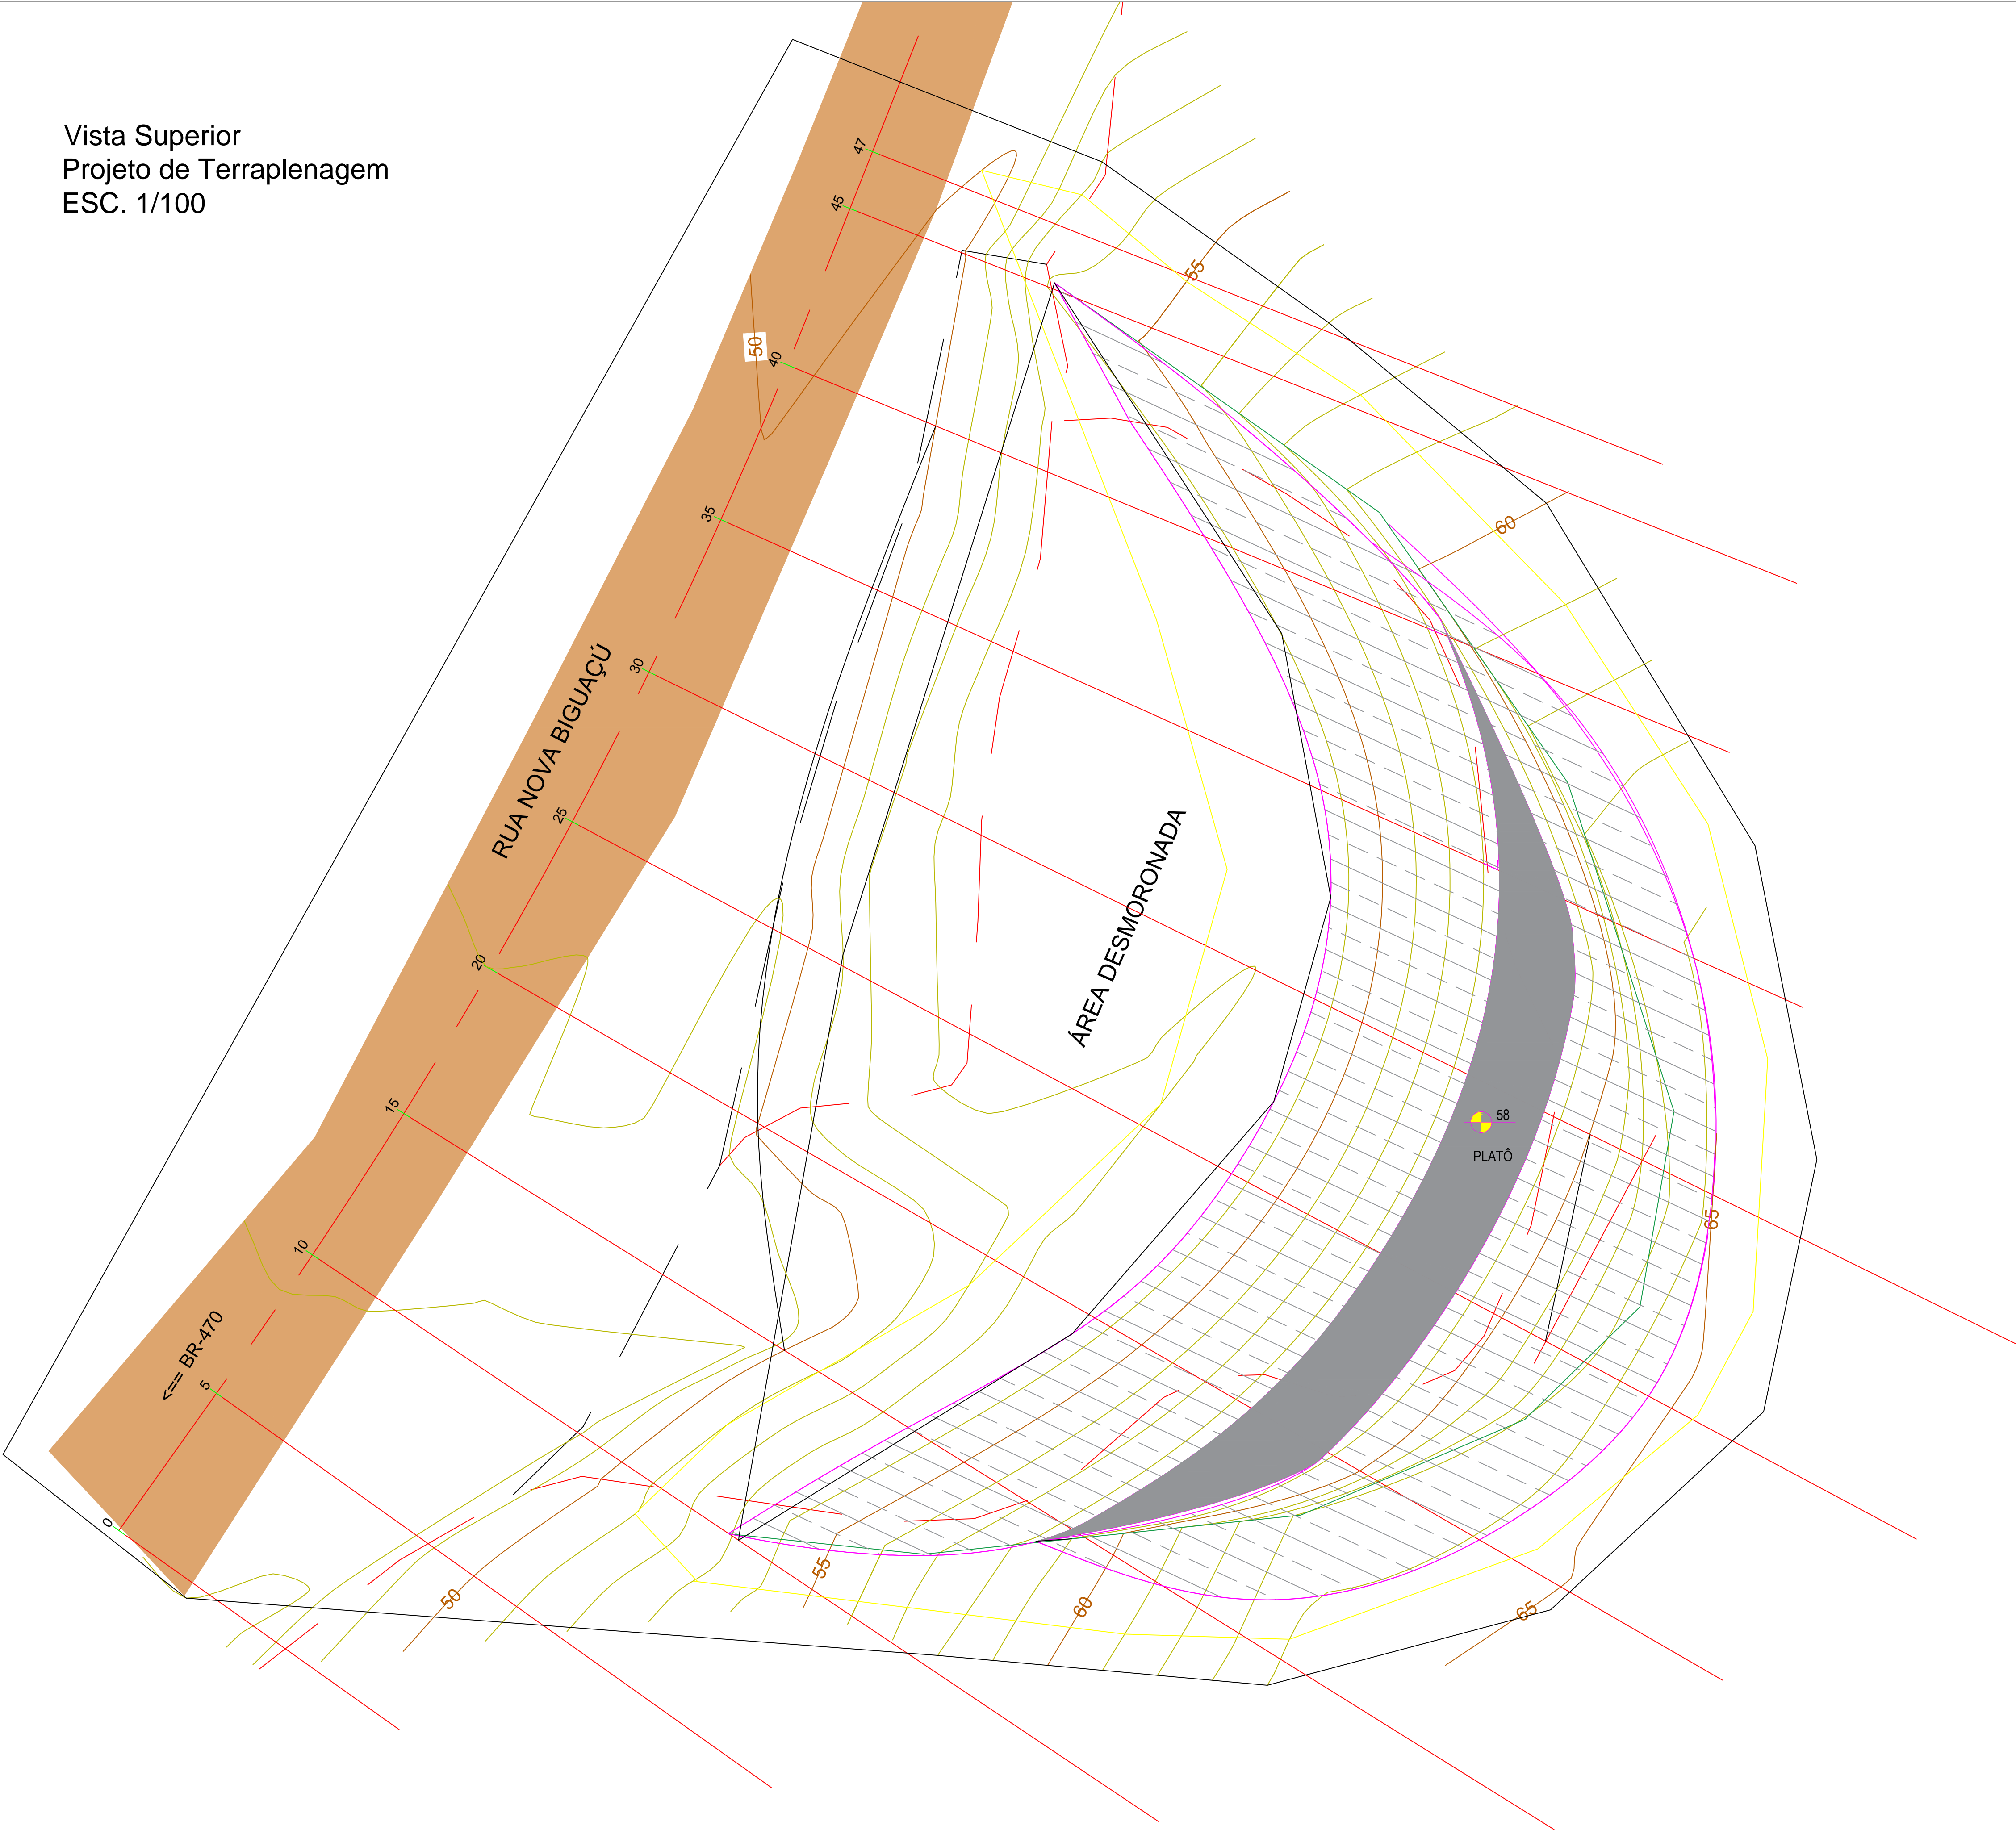 Vista Superior
Projeto de Terraplenagem
ESC. 1/100
47
45
55
50
40
35
60
30
RUA NOVA BIGUAÇÚ
25
ÁREA DESMORONADA
20
15
58
PLATÔ
65
10
<== BR-470
5
0
50
55
60
65